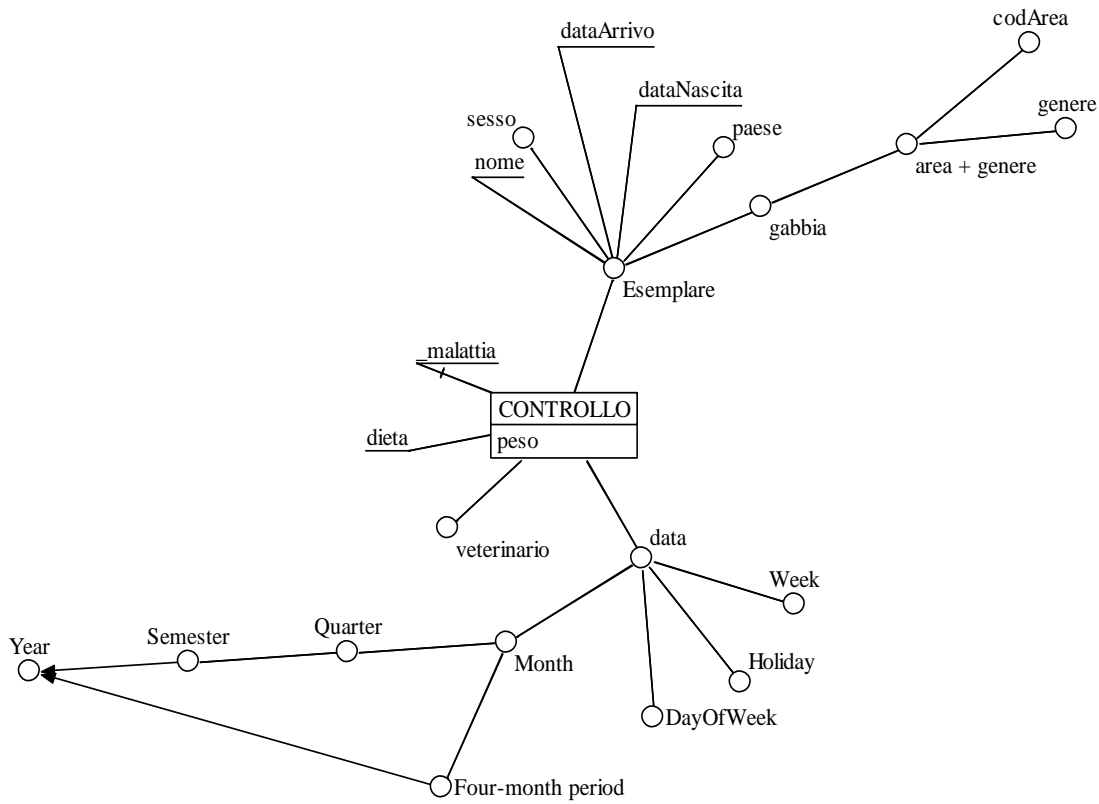 codArea
dataArrivo
dataNascita
genere
sesso
paese
nome
area + genere
gabbia
Esemplare
_malattia
CONTROLLO
dieta
peso
veterinario
data
Week
Year
Semester
Quarter
Month
Holiday
DayOfWeek
Four-month period